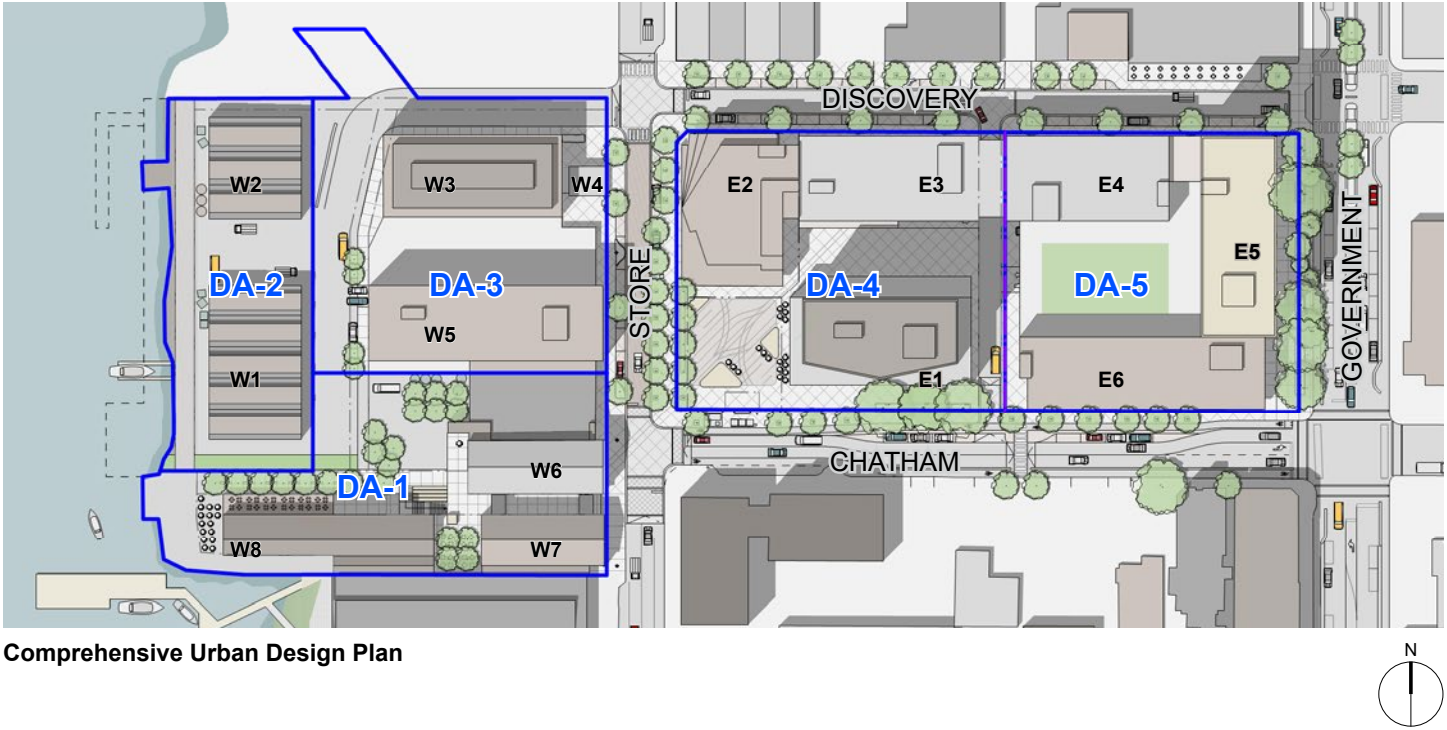 DISCOVERY
W2
W3
W4
E2
E3
E4
GOVERNMENT
E5
DA-2
DA-3
STORE
DA-4
DA-5
W5
W1
E1
E6
CHATHAM
W6
DA-1
W8
W7
Comprehensive Urban Design Plan
N